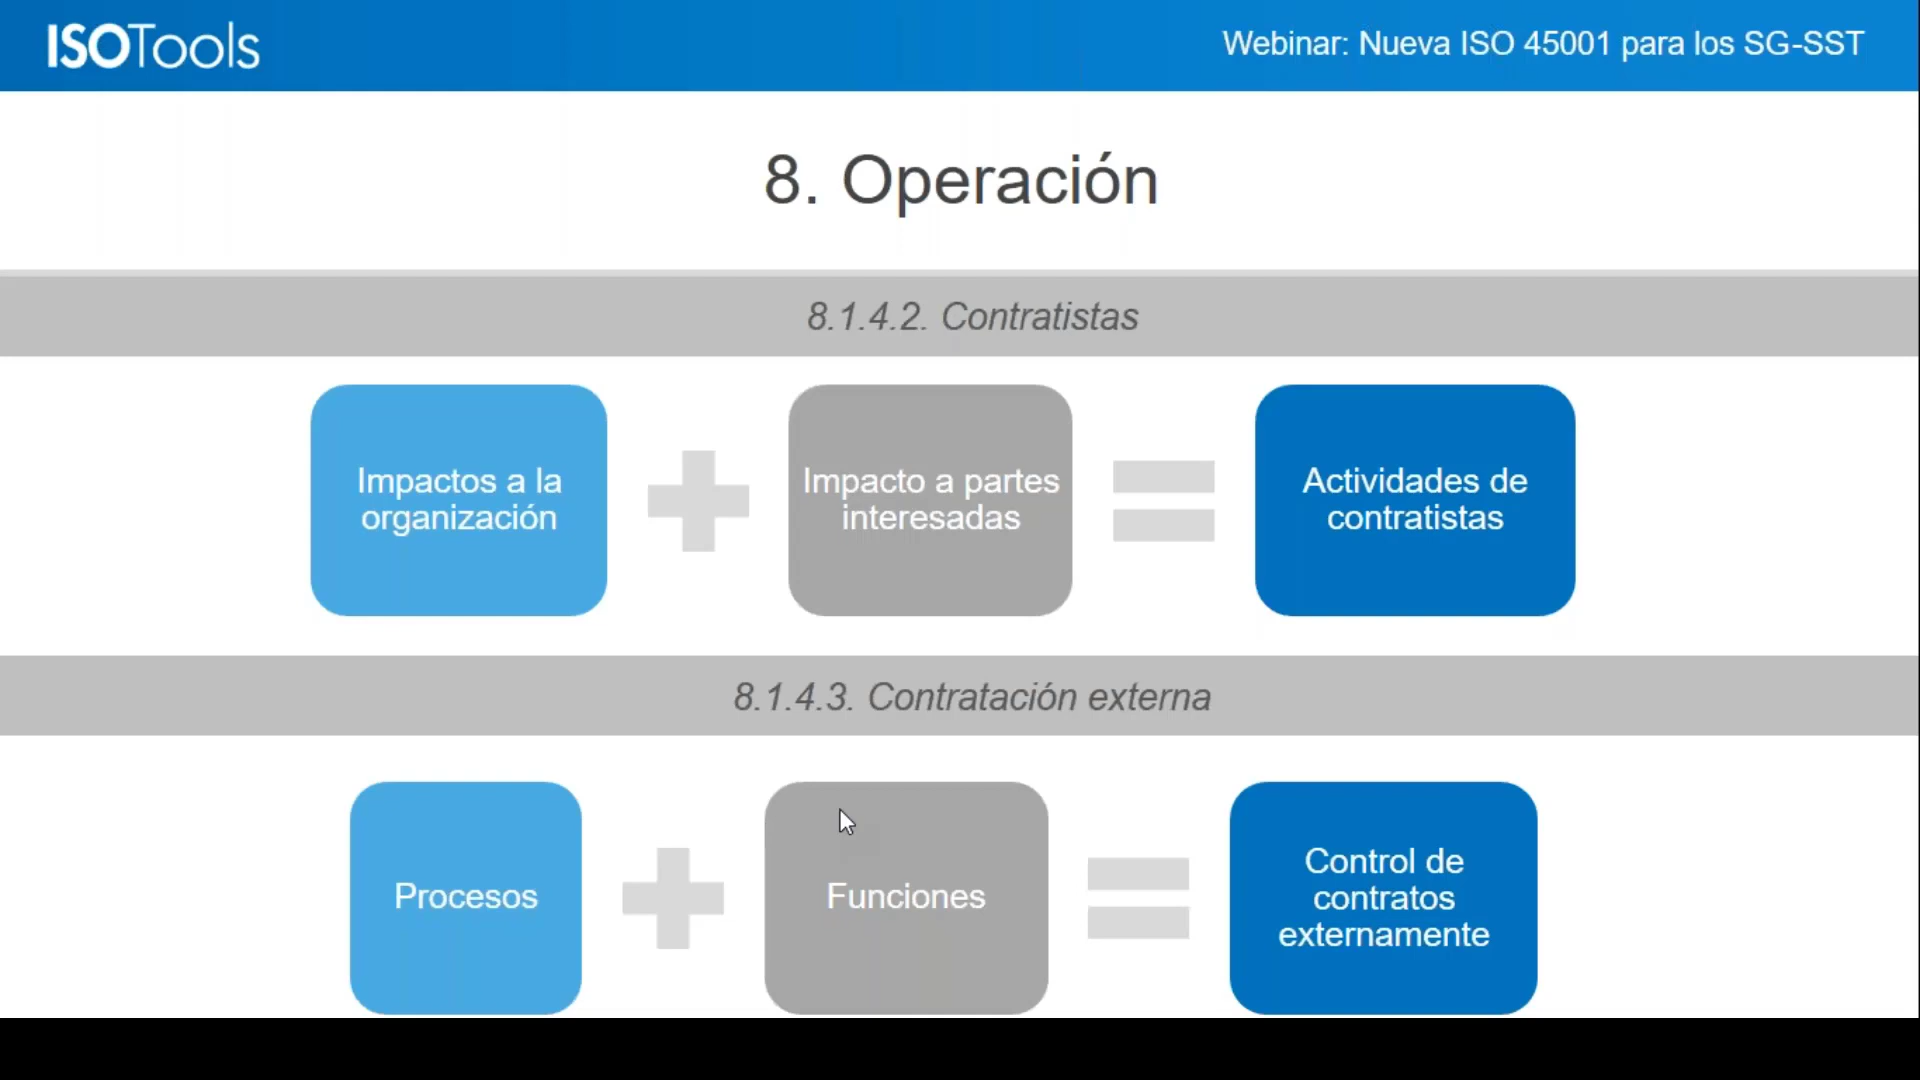 ISOTools
Webinar: Nueva ISO 45001 para los SG-SST
8. Operación
8.1.4.2. Contratistas
Impactos a la
organización
Impacto a partes
interesadas
Actividades de
contratistas
8.1.4.3. Contratación externa
Procesos
Funciones
Control de
contratos
externamente